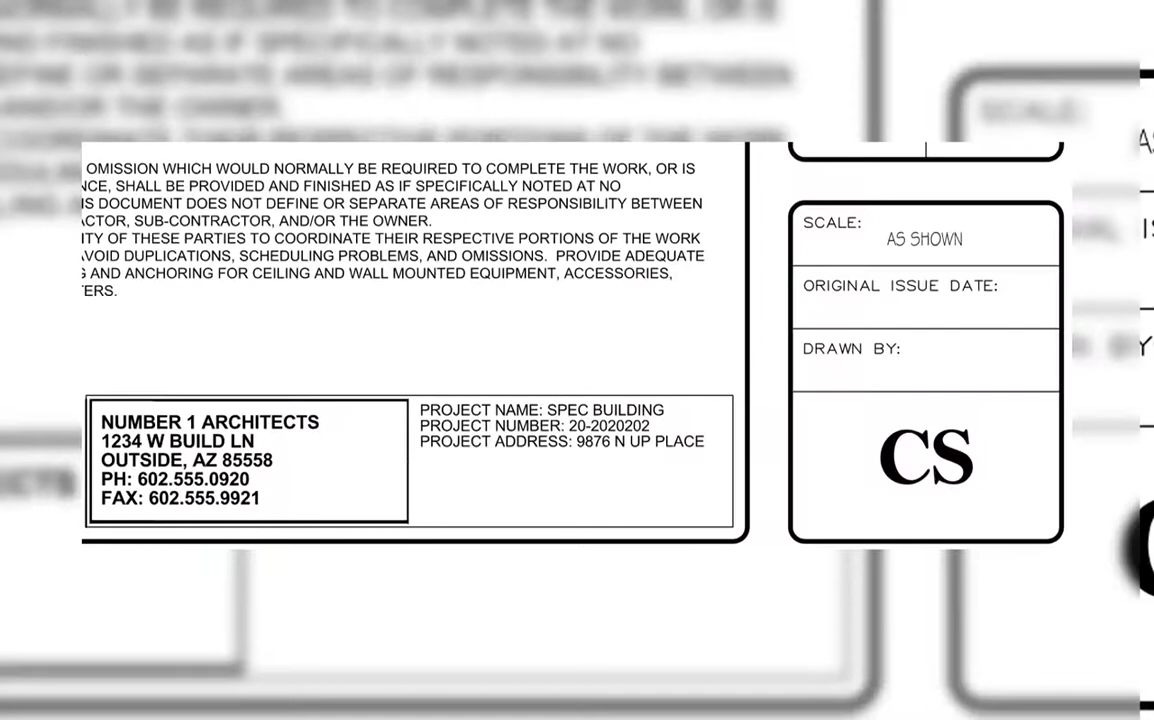 OMISSION WHICH WOULD NORMALLY BE REQUIRED TO COMPLETE THE WORK, OR IS
NCE, SHALL BE PROVIDED AND FINISHED AS IF SPECIFICALLY NOTED AT NO
IS DOCUMENT DOES NOT DEFINE OR SEPARATE AREAS OF RESPONSIBILITY BETWEEN
ACTOR, SUB-CONTRACTOR, AND/OR THE OWNER.
ITY OF THESE PARTIES TO COORDINATE THEIR RESPECTIVE PORTIONS OF THE WORK
VOID DUPLICATIONS, SCHEDULING PROBLEMS, AND OMISSIONS. PROVIDE ADEQUATE
G AND ANCHORING FOR CEILING AND WALL MOUNTED EQUIPMENT, ACCESSORIES,
TERS.
NUMBER 1 ARCHITECTS
1234 W BUILD LN
OUTSIDE, AZ 85558
PH: 602.555.0920
FAX: 602.555.9921
PROJECT NAME: SPEC BUILDING
PROJECT NUMBER: 20-2020202
PROJECT ADDRESS: 9876 N UP PLACE
SCALE:
AS SHOWN
ORIGINAL ISSUE DATE:
DRAWN BY:
CS